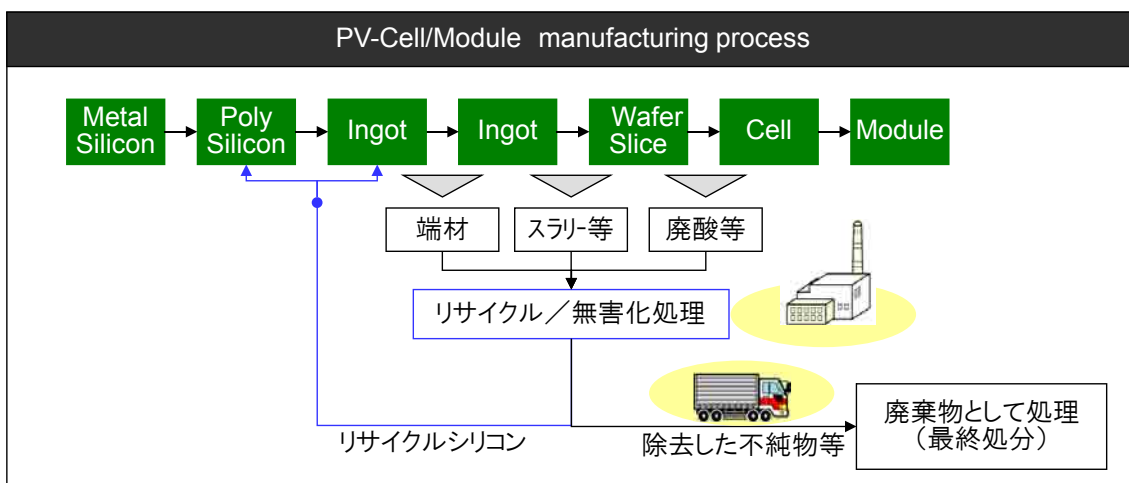 PV-Cell/Module manufacturing process
Metal
Silicon
Poly
Silicon
Ingot
Ingot
Wafer
Slice
Cell
Module
端材
スラリー等
廃酸等
リサイクル／無害化処理
リサイクルシリコン
除去した不純物等
廃棄物として処理
（最終処分）